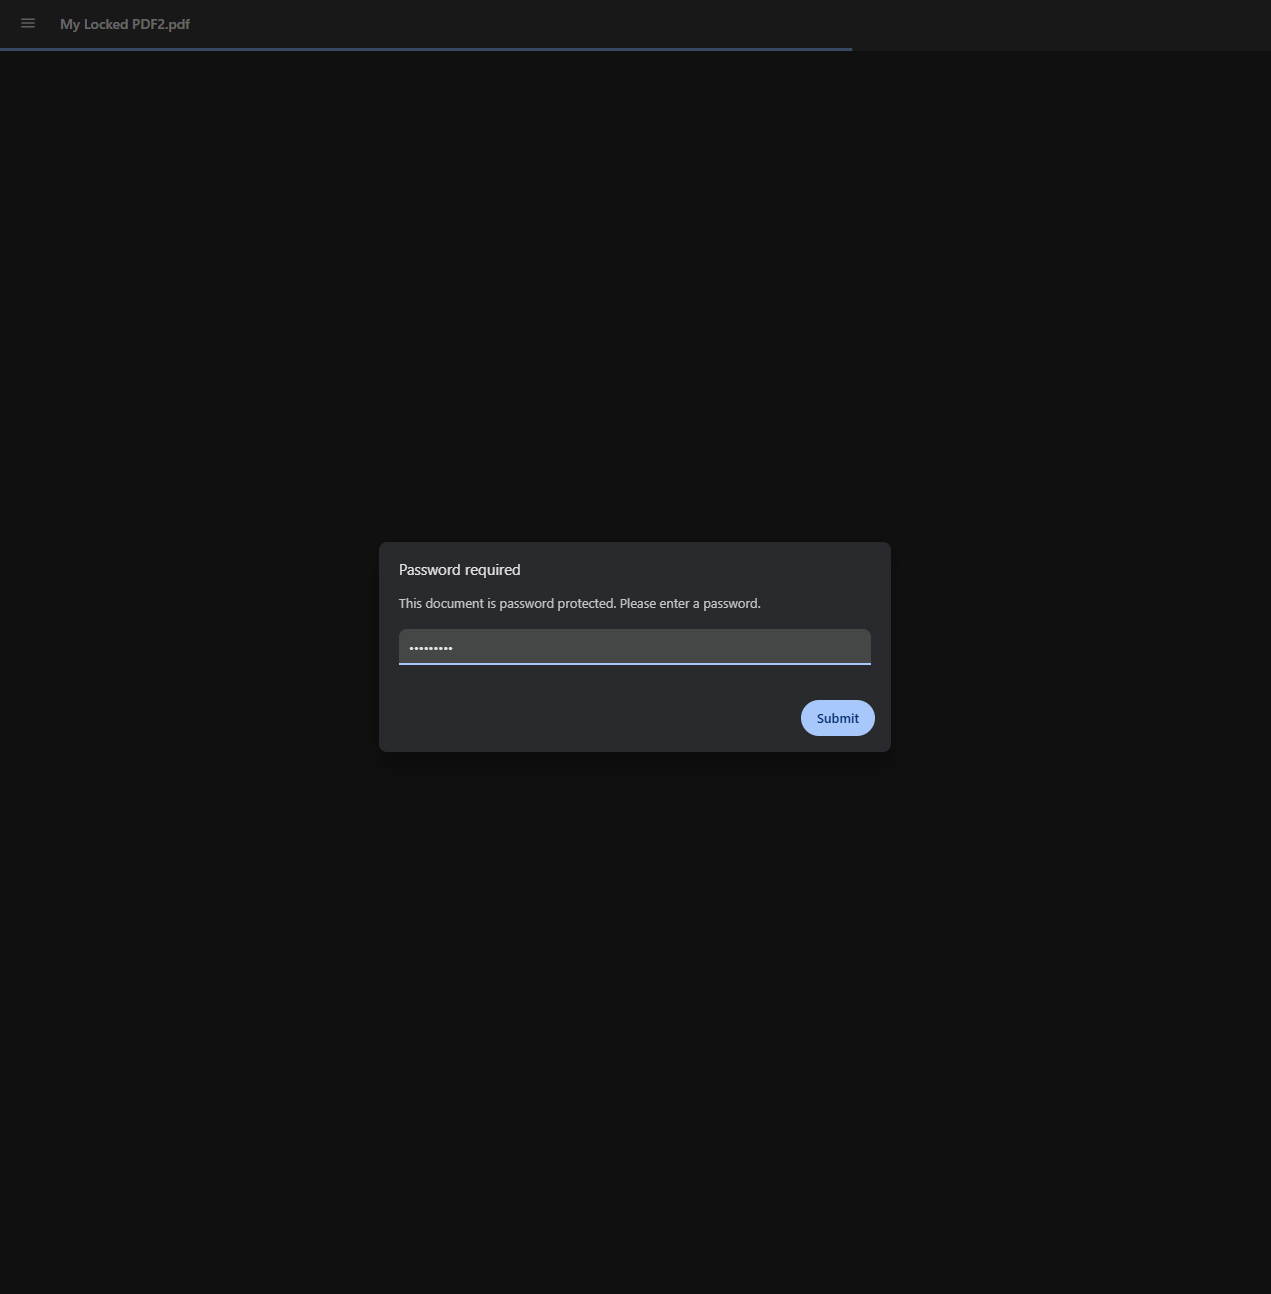 My Locked PDF2.pdf
Password required
This document is password protected. Please enter a password.
•••••••••
Submit